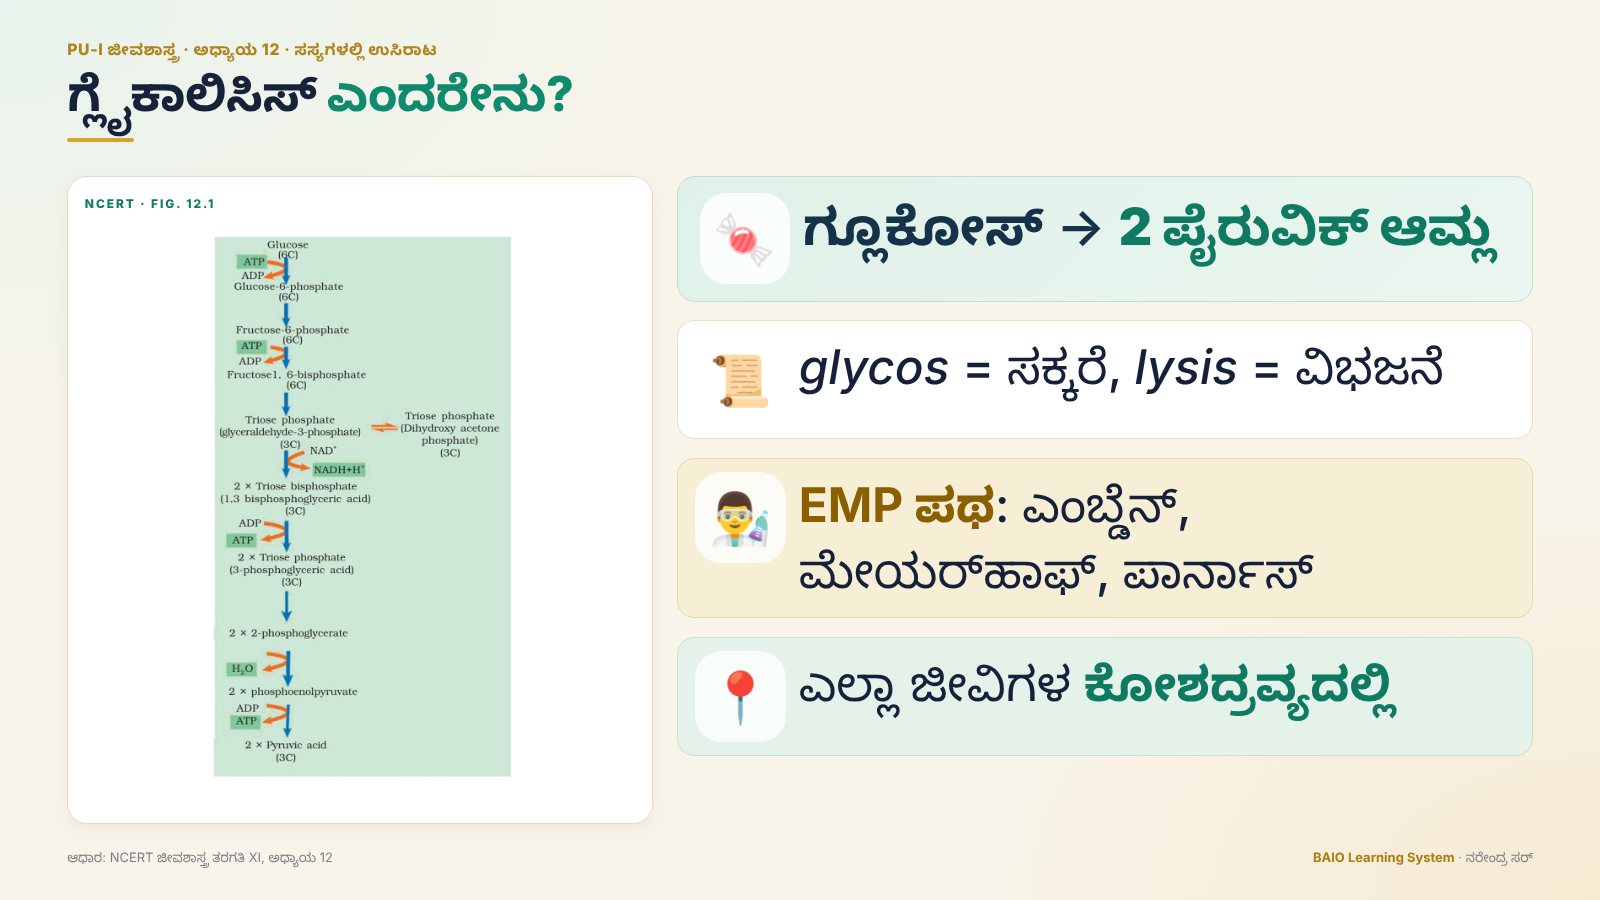 PU-I ಜೀವಶಾಸ್ತ್ರ · ಅಧ್ಯಾಯ 12 · ಸಸ್ಯಗಳಲ್ಲಿ ಉಸಿರಾಟ
ಗ್ಲೈಕಾಲಿಸಿಸ್ ಎಂದರೇನು?
NCERT · FIG. 12.1
Glucose
(6C)
ATP
ADP
Glucose-6-phosphate
(6C)
Fructose-6-phosphate
(6C)
ATP
ADP
Fructose1, 6-bisphosphate
(6C)
Triose phosphate
(glyceraldehyde-3-phosphate)
(3C)
Triose phosphate
(Dihydroxy acetone
phosphate)
(3C)
NAD⁺
NADH+H⁺
2 × Triose bisphosphate
(1,3 bisphosphoglyceric acid)
(3C)
ADP
ATP
2 × Triose phosphate
(3-phosphoglyceric acid)
(3C)
2 × 2-phosphoglycerate
H₂O
2 × phosphoenolpyruvate
ADP
ATP
2 × Pyruvic acid
(3C)
ಗ್ಲೂಕೋಸ್ → 2 ಪೈರುವಿಕ್ ಆಮ್ಲ
glycos = ಸಕ್ಕರೆ, lysis = ವಿಭಜನೆ
EMP ಪಥ: ಎಂಬ್ಡೆನ್,
ಮೇಯರ್‌ಹಾಫ್, ಪಾರ್ನಾಸ್
ಎಲ್ಲಾ ಜೀವಿಗಳ ಕೋಶದ್ರವ್ಯದಲ್ಲಿ
ಆಧಾರ: NCERT ಜೀವಶಾಸ್ತ್ರ ತರಗತಿ XI, ಅಧ್ಯಾಯ 12
BAIO Learning System · ನರೇಂದ್ರ ಸರ್